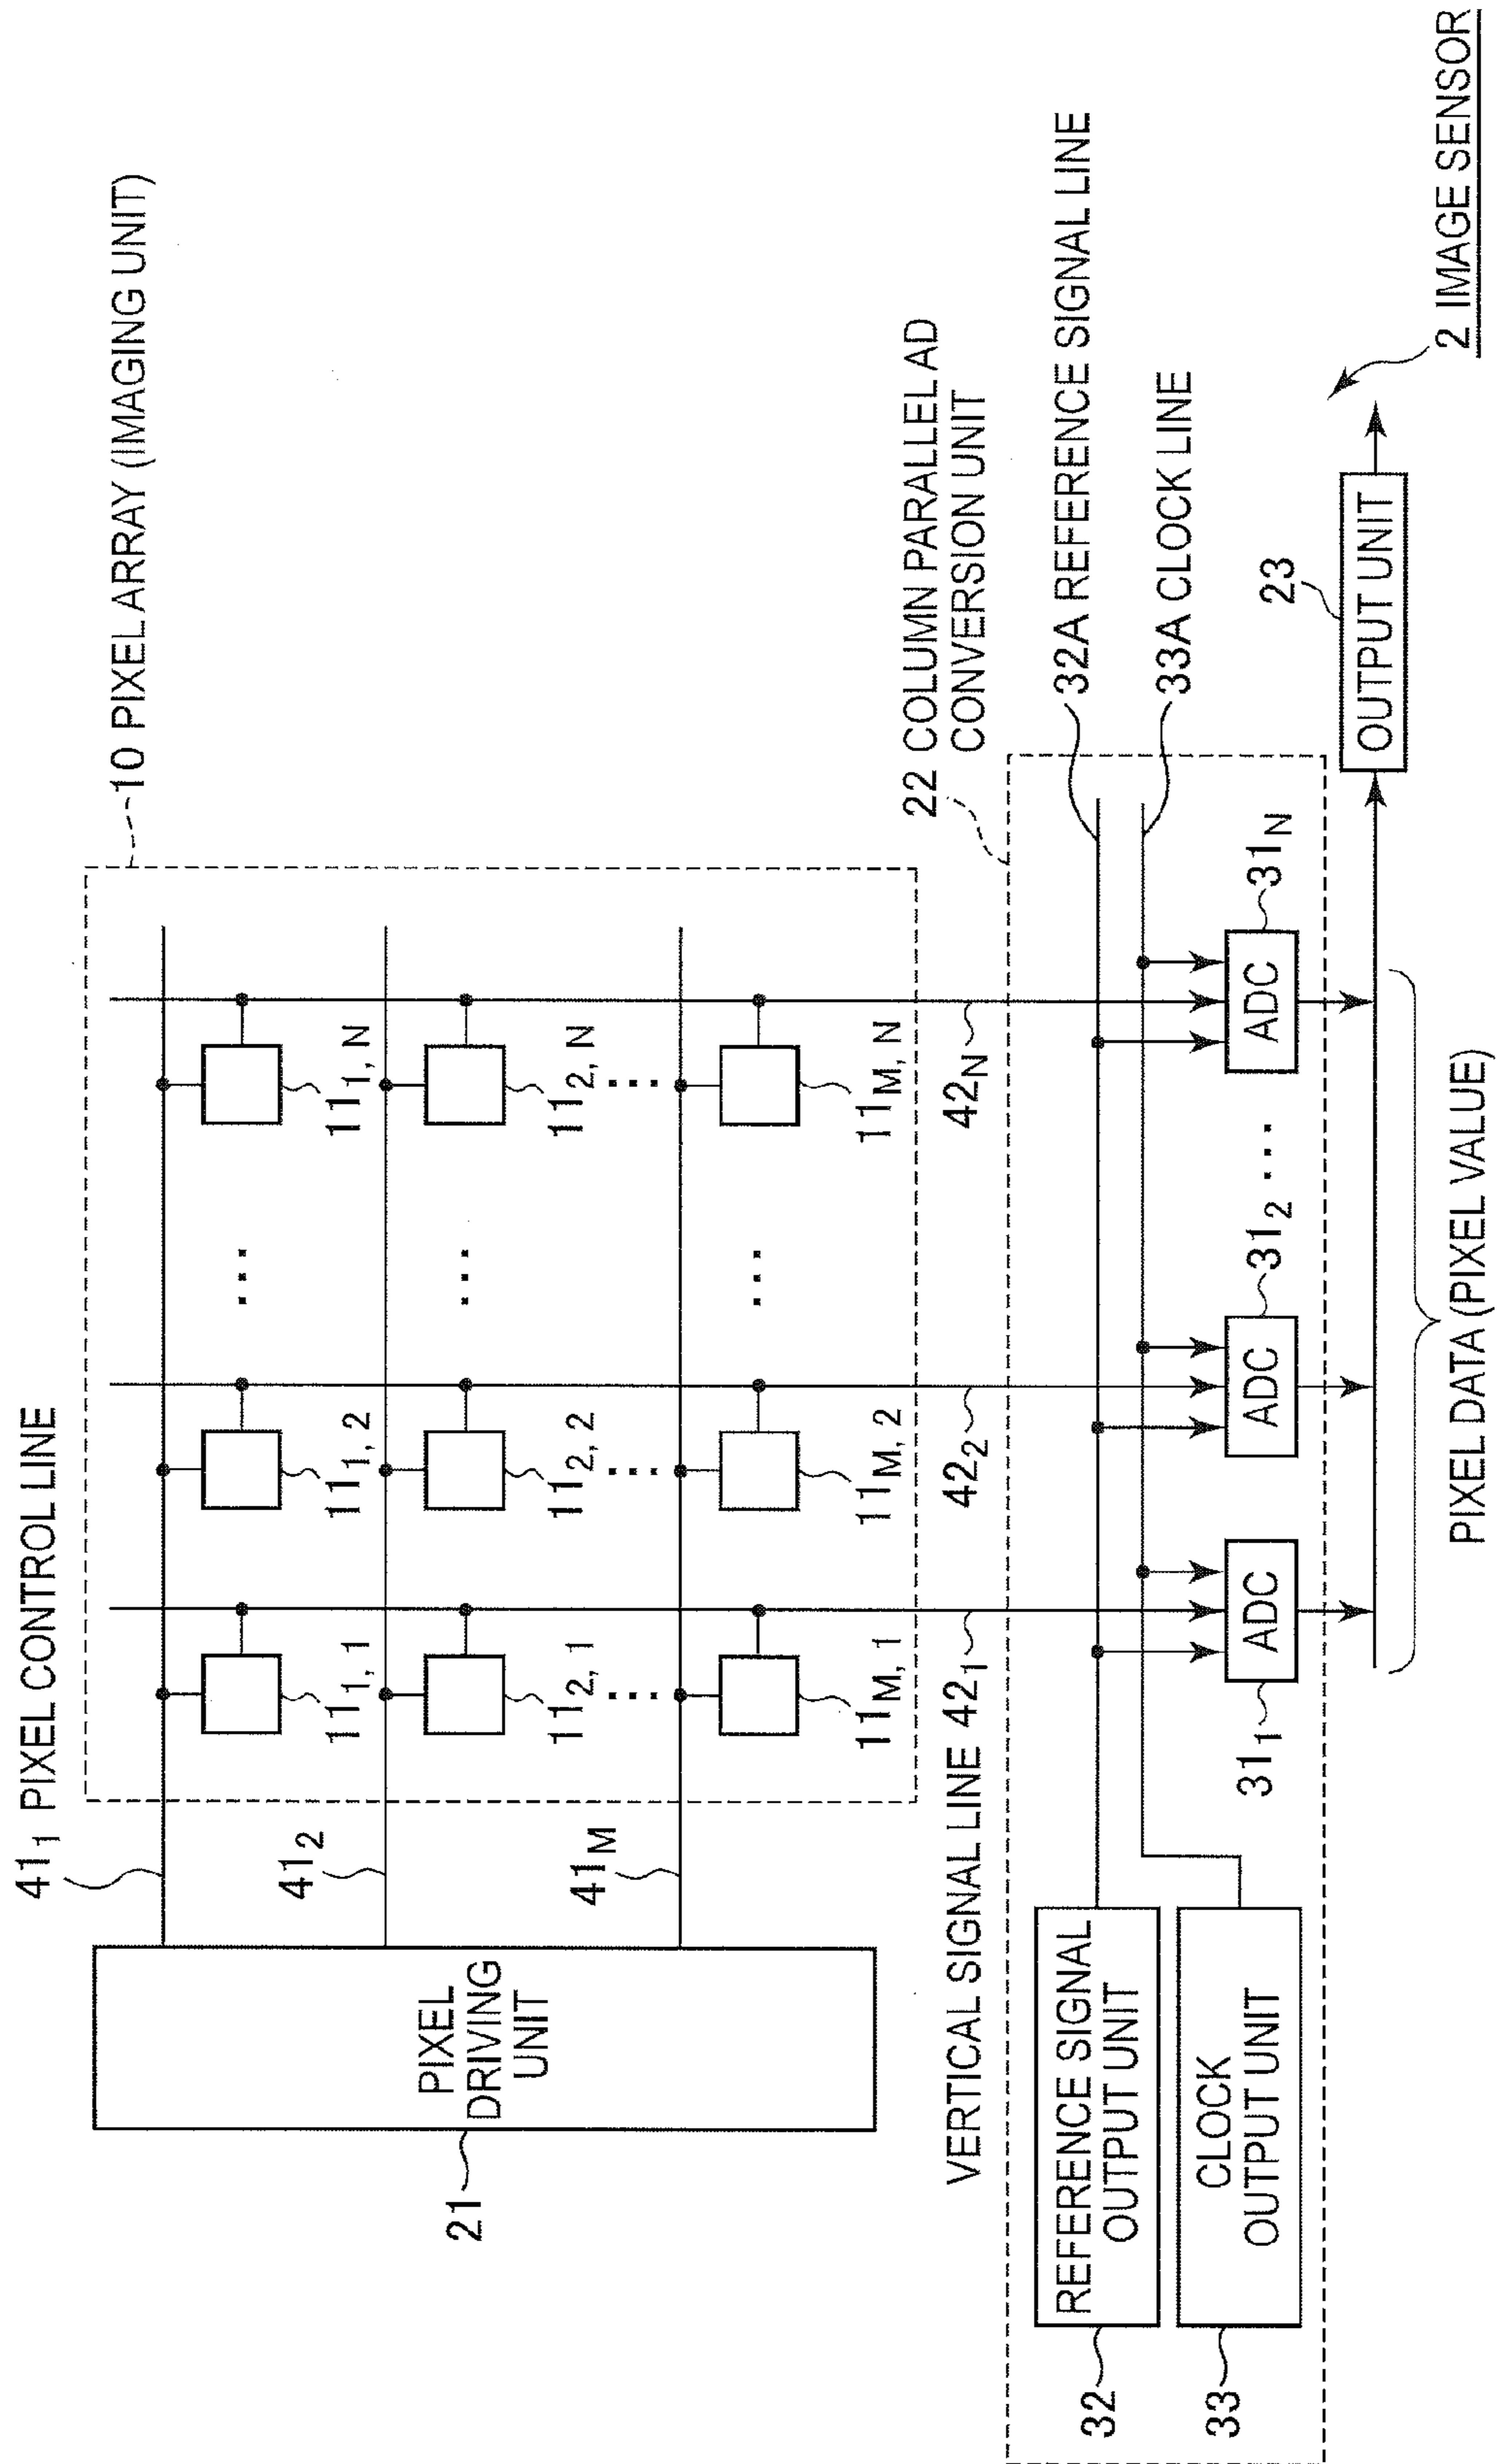 41₁ PIXEL CONTROL LINE
10 PIXEL ARRAY (IMAGING UNIT)
41₂
41M
PIXEL
DRIVING
UNIT
21
11₁, ₁
11₁, ₂
11₁, N
...
11₂, ₁
11₂, ₂
11₂, N
...
...
...
...
11M, ₁
11M, ₂
11M, N
...
VERTICAL SIGNAL LINE 42₁
42₂
42N
22 COLUMN PARALLEL AD
CONVERSION UNIT
32A REFERENCE SIGNAL LINE
33A CLOCK LINE
32
REFERENCE SIGNAL
OUTPUT UNIT
33
CLOCK
OUTPUT UNIT
31₁
ADC
ADC
31₂
...
ADC
31N
23
OUTPUT UNIT
PIXEL DATA (PIXEL VALUE)
2 IMAGE SENSOR